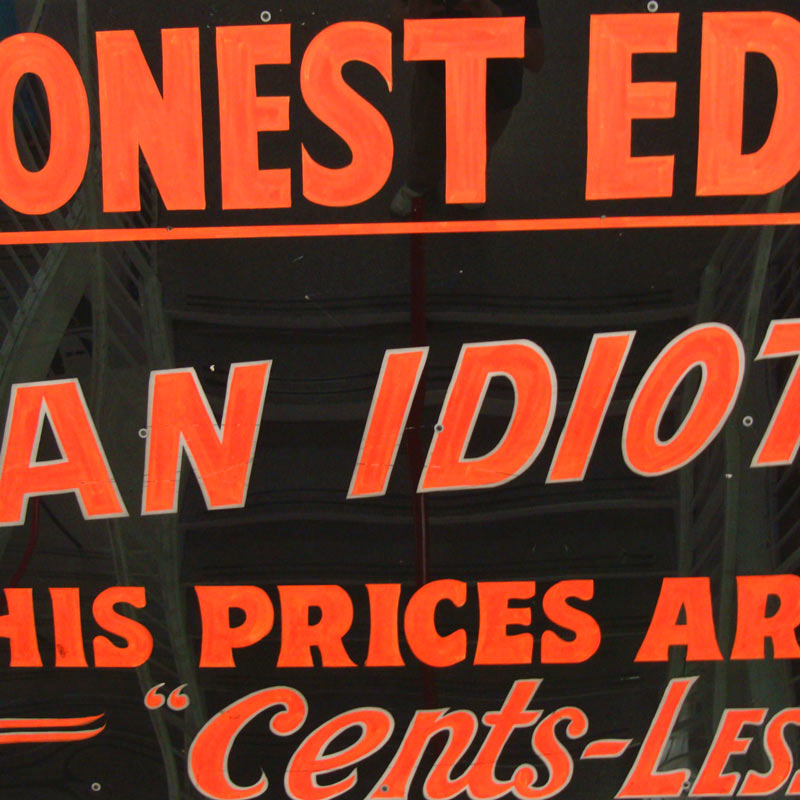 ONEST ED
AN IDIOT
HIS PRICES AR
"Cents-LES